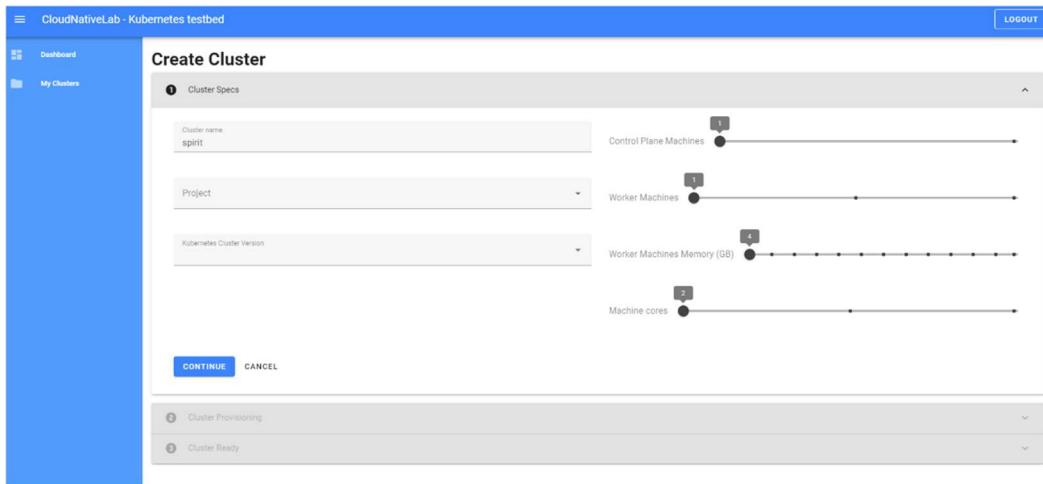 CloudNativeLab - Kubernetes testbed
LOGOUT
Dashboard
My Clusters
Create Cluster
1 Cluster Specs
Cluster name
spirit
Project
Kubernetes Cluster Version
Control Plane Machines 1
Worker Machines 1
Worker Machines Memory (GB) 4
Machine cores 2
CONTINUE CANCEL
2 Cluster Provisioning
3 Cluster Ready